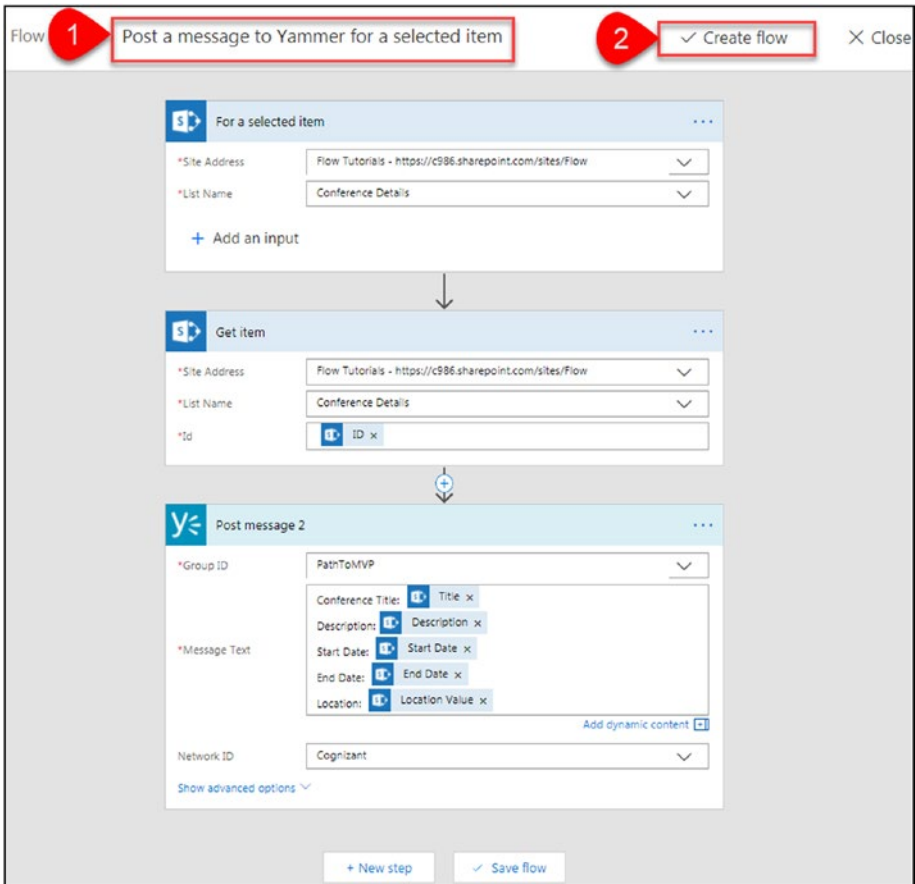 Flow 1 Post a message to Yammer for a selected item 2 Create flow Close
For a selected item
*Site Address Flow Tutorials - https://c986.sharepoint.com/sites/Flow
*List Name Conference Details
+ Add an input
Get item
*Site Address Flow Tutorials - https://c986.sharepoint.com/sites/Flow
*List Name Conference Details
*Id ID x
Post message 2
*Group ID PathToMVP
Conference Title: Title x
Description: Description x
*Message Text Start Date: Start Date x
End Date: End Date x
Location: Location Value x
Add dynamic content
Network ID Cognizant
Show advanced options
+ New step Save flow